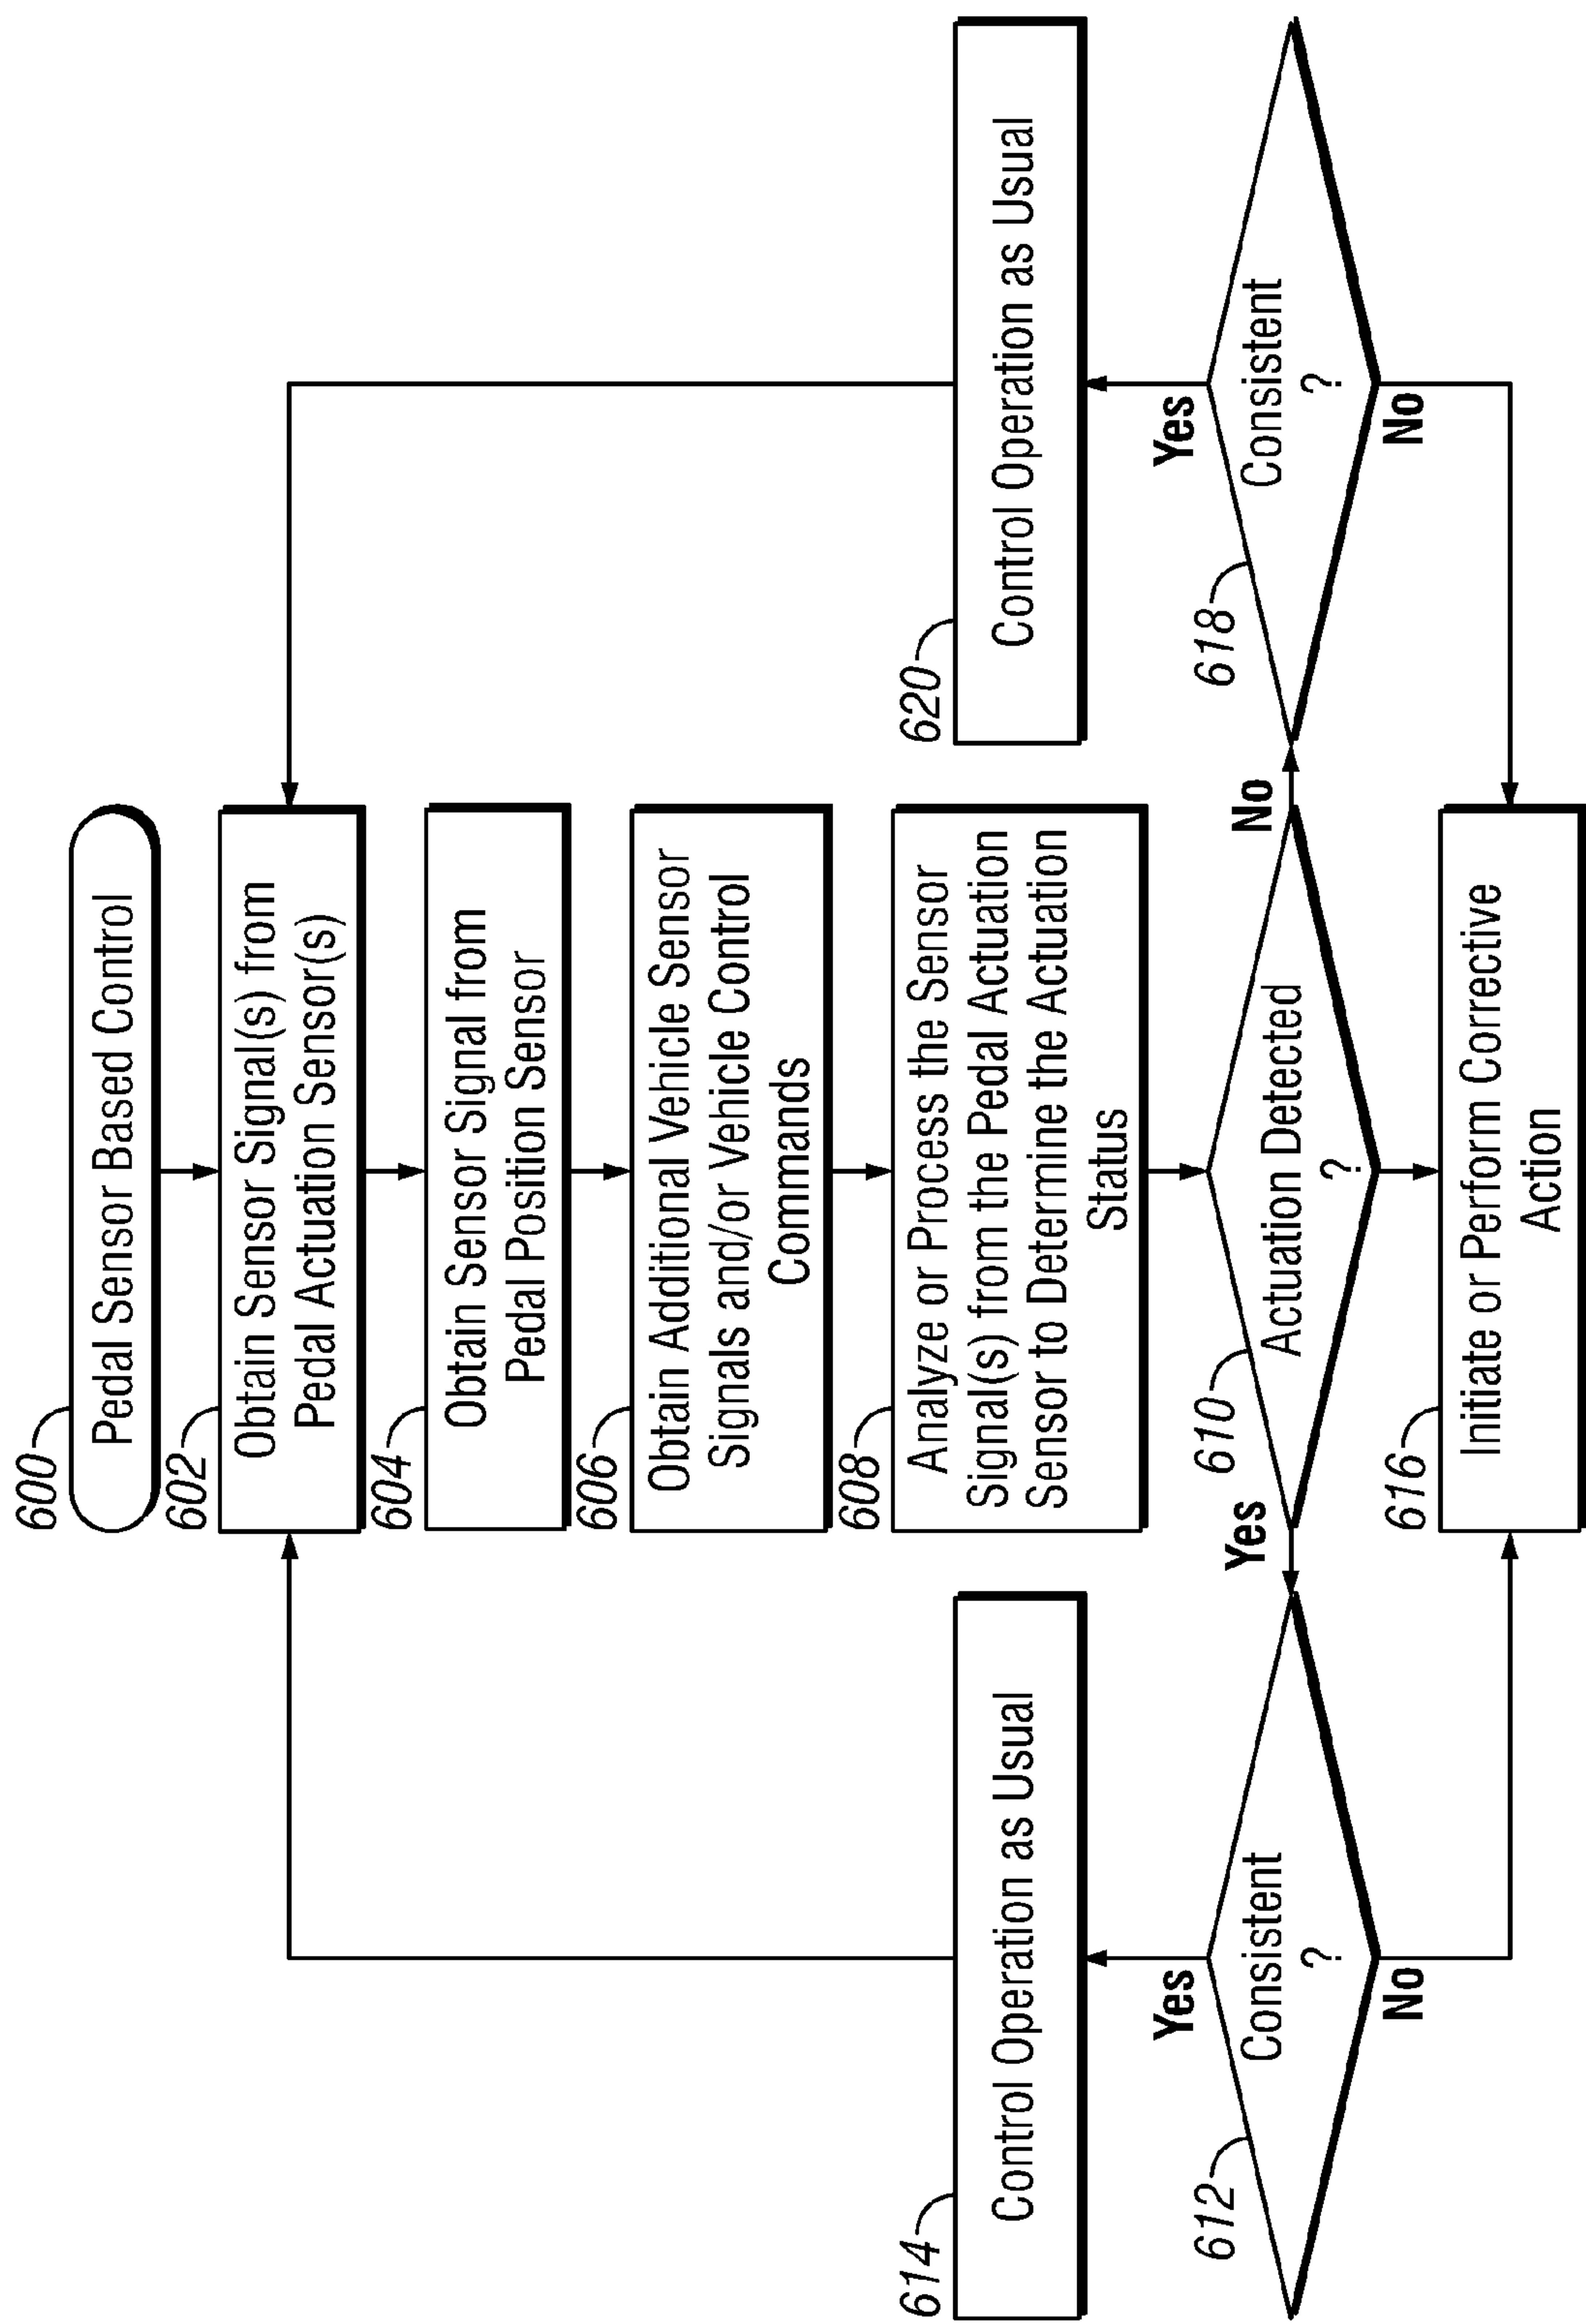 600
Pedal Sensor Based Control
602
Obtain Sensor Signal(s) from
Pedal Actuation Sensor(s)
604
Obtain Sensor Signal from
Pedal Position Sensor
606
Obtain Additional Vehicle Sensor
Signals and/or Vehicle Control
Commands
608
Analyze or Process the Sensor
Signal(s) from the Pedal Actuation
Sensor to Determine the Actuation
Status
614
Control Operation as Usual
620
Control Operation as Usual
Yes
Yes
612
Consistent
?
Yes
610
Actuation Detected
?
No
618
Consistent
?
No
No
616
Initiate or Perform Corrective
Action